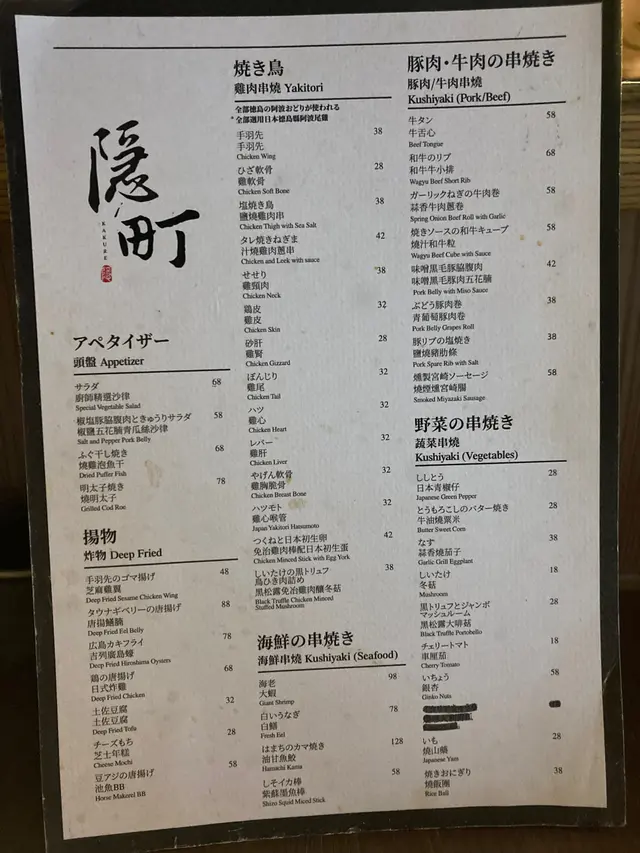 隱町
KAKURE
アペタイザー
頭盤 Appetizer
サラダ 68
廚師精選沙律
Special Vegetable Salad
椒塩豚脇腹肉ときゅうりサラダ 58
椒鹽五花腩青瓜絲沙律
Salt and Pepper Pork Belly
ふぐ干し焼き 68
燒雞泡魚干
Dried Puffer Fish
明太子焼き 78
燒明太子
Grilled Cod Roe
揚物
炸物 Deep Fried
手羽先のゴマ揚げ 48
芝麻雞翼
Deep Fried Sesame Chicken Wing
タウナギベリーの唐揚げ 88
唐揚鱔腩
Deep Fried Eel Belly
広島カキフライ 78
吉列廣島蠔
Deep Fried Hiroshima Oysters
鶏の唐揚げ 68
日式炸雞
Deep Fried Chicken
土佐豆腐 32
土佐豆腐
Deep Fried Tofu
チーズもち 28
芝士年糕
Cheese Mochi
豆アジの唐揚げ 58
池魚BB
Horse Makerel BB
焼き鳥
雞肉串燒 Yakitori
全部徳島の阿波おどりが使われる
*全部選用日本德島縣阿波尾雞
手羽先 38
手羽先
Chicken Wing
ひざ軟骨 28
雞軟骨
Chicken Soft Bone
塩焼き鳥 38
鹽燒雞肉串
Chicken Thigh with Sea Salt
タレ焼きねぎま 42
汁燒雞肉蔥串
Chicken and Leek with sauce
せせり 38
雞頸肉
Chicken Neck
鶏皮 32
雞皮
Chicken Skin
砂肝 28
雞腎
Chicken Gizzard
ぼんじり 32
雞尾
Chicken Tail
ハツ 32
雞心
Chicken Heart
レバー 32
雞肝
Chicken Liver
やげん軟骨 32
雞胸脆骨
Chicken Breast Bone
ハツモト 32
雞心喉管
Japan Yakitori Hatsumoto
つくねと日本初生卵 42
免治雞肉棒配日本初生蛋
Chicken Minced Stick with Egg York
しいたけの黒トリュフ 38
鳥ひき肉詰め
黑松露免治雞肉釀冬菇
Black Truffle Chicken Minced
Stuffed Mushroom
海鮮の串焼き
海鮮串燒 Kushiyaki (Seafood)
海老 98
大蝦
Giant Shrimp
白いうなぎ 78
白鱔
Fresh Eel
はまちのカマ焼き 128
油甘魚鮫
Hamachi Kama
しそイカ棒 58
紫蘇墨魚棒
Shiso Squid Miced Stick
豚肉・牛肉の串焼き
豚肉/牛肉串燒
Kushiyaki (Pork/Beef)
牛タン 58
牛舌心
Beef Tongue
和牛のリブ 68
和牛牛小排
Wagyu Beef Short Rib
ガーリックねぎの牛肉巻 58
蒜香牛肉蔥卷
Spring Onion Beef Roll with Garlic
焼きソースの和牛キューブ 58
燒汁和牛粒
Wagyu Beef Cube with Sauce
味噌黒毛豚脇腹肉 42
味噌黑毛豚肉五花腩
Pork Belly with Miso Sauce
ぶどう豚肉巻 38
青葡萄豚肉卷
Pork Belly Grapes Roll
豚リブの塩焼き 38
鹽燒豬肋條
Pork Spare Rib with Salt
燻製宮崎ソーセージ 58
燒煙燻宮崎腸
Smoked Miyazaki Sausage
野菜の串焼き
蔬菜串燒
Kushiyaki (Vegetables)
ししとう 28
日本青椒仔
Japanese Green Pepper
とうもろこしのバター焼き 28
牛油燒粟米
Butter Sweet Corn
なす 38
蒜香燒茄子
Garlic Grill Eggplant
しいたけ 18
冬菇
Mushroom
黒トリュフとジャンボ 28
マッシュルーム
黑松露大啡菇
Black Truffle Portobello
チェリートマト 18
車厘茄
Cherry Tomato
いちょう 58
銀杏
Ginko Nuts
いも 28
燒山藥
Japanese Yam
焼きおにぎり 38
燒飯團
Rice Ball